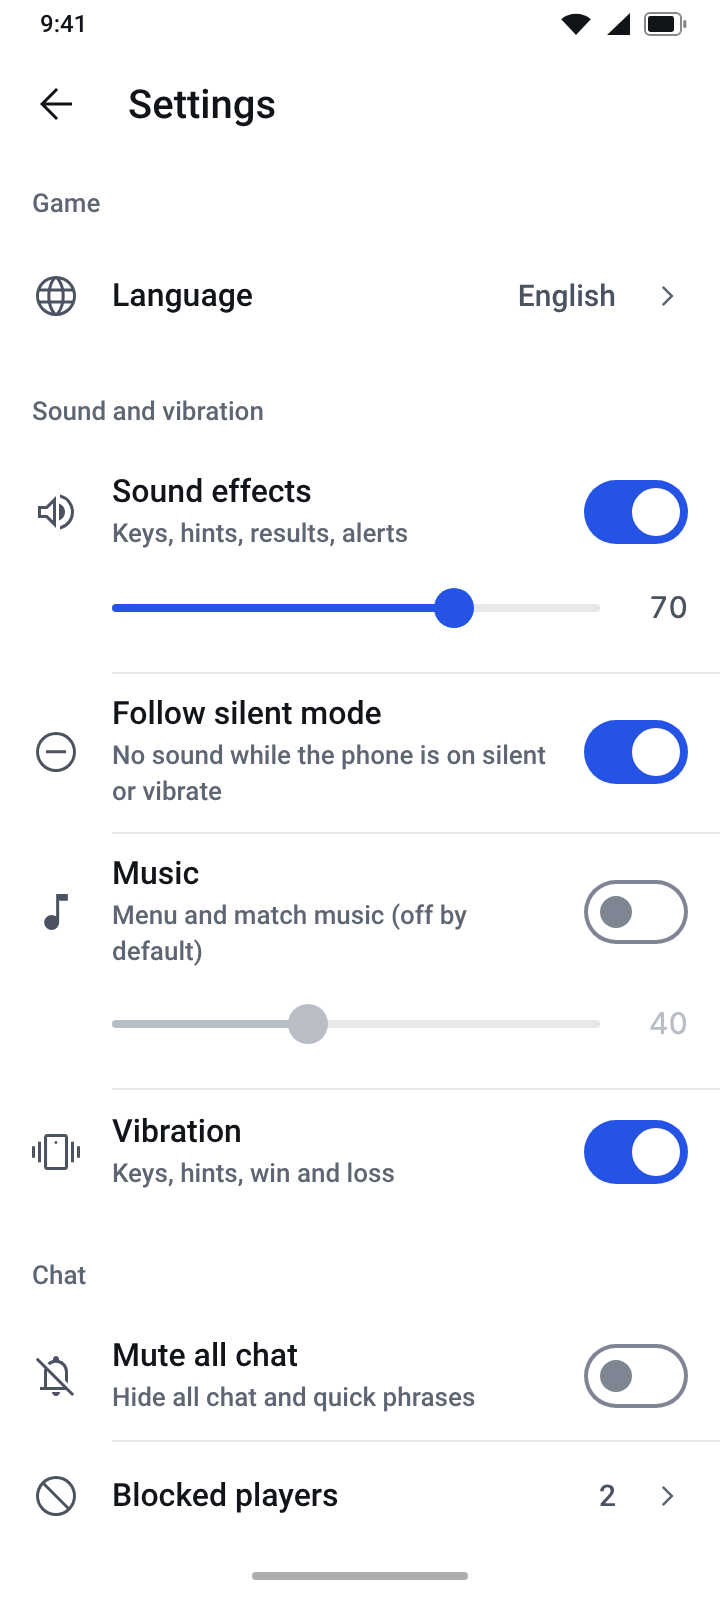 9:41
Settings
Game
Language
English
Sound and vibration
Sound effects
Keys, hints, results, alerts
70
Follow silent mode
No sound while the phone is on silent
or vibrate
Music
Menu and match music (off by
default)
40
Vibration
Keys, hints, win and loss
Chat
Mute all chat
Hide all chat and quick phrases
Blocked players
2